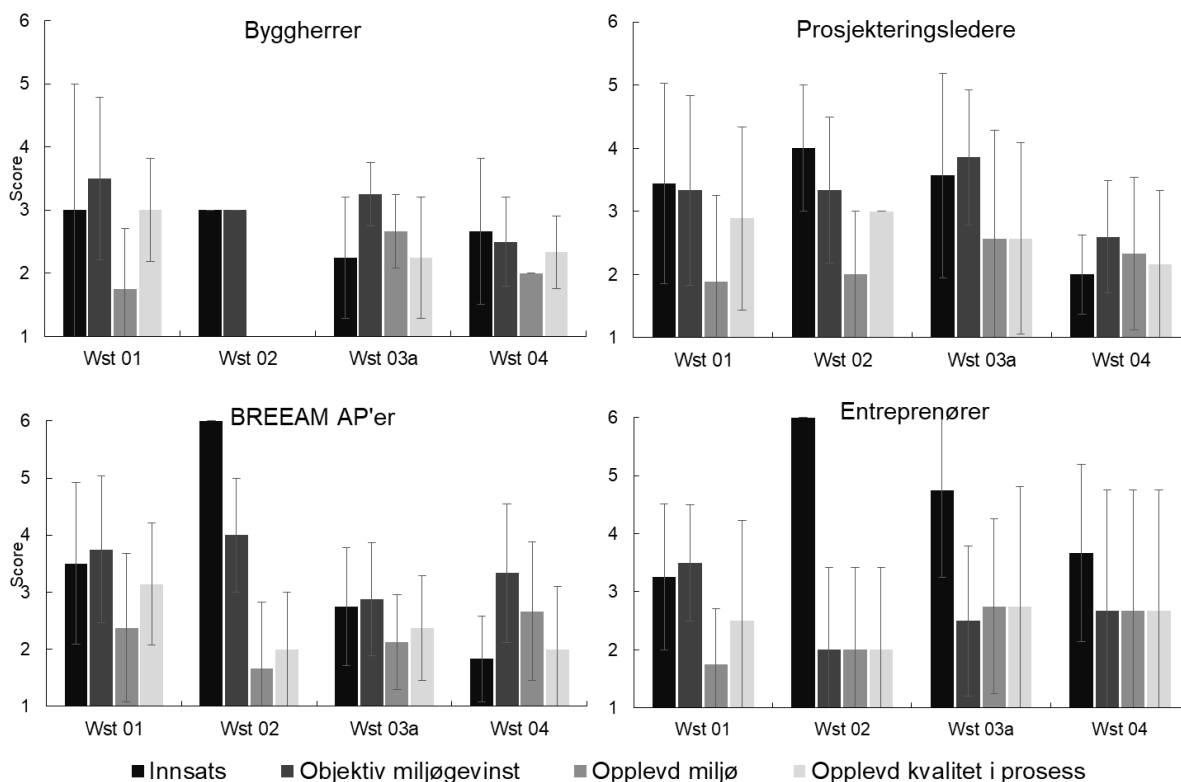 Byggherrer
6
5
4
3
2
1
Score
Wst 01
Wst 02
Wst 03a
Wst 04
Prosjekteringsledere
6
5
4
3
2
1
Wst 01
Wst 02
Wst 03a
Wst 04
BREEAM AP'er
6
5
4
3
2
1
Score
Wst 01
Wst 02
Wst 03a
Wst 04
Entreprenører
6
5
4
3
2
1
Wst 01
Wst 02
Wst 03a
Wst 04
Innsats
Objektiv miljøgevinst
Opplevd miljø
Opplevd kvalitet i prosess